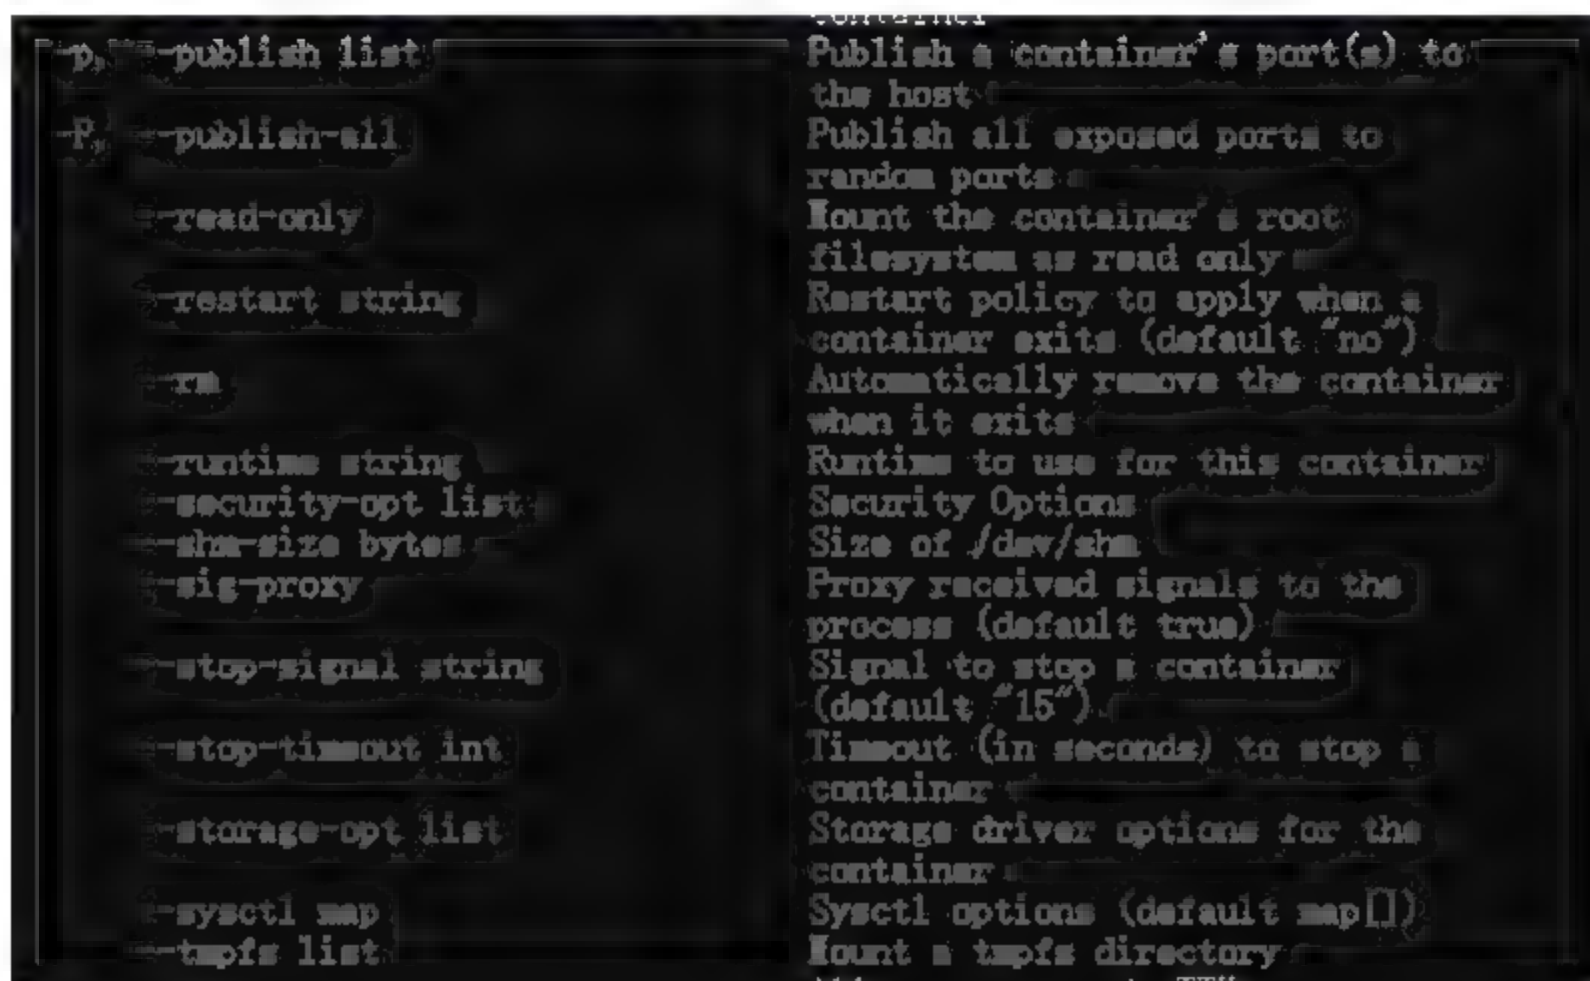 container
-p, --publish list Publish a container's port(s) to
the host
-P, --publish-all Publish all exposed ports to
random ports
--read-only Mount the container's root
filesystem as read only
--restart string Restart policy to apply when a
container exits (default "no")
--rm Automatically remove the container
when it exits
--runtime string Runtime to use for this container
--security-opt list Security Options
--shm-size bytes Size of /dev/shm
--sig-proxy Proxy received signals to the
process (default true)
--stop-signal string Signal to stop a container
(default "15")
--stop-timeout int Timeout (in seconds) to stop a
container
--storage-opt list Storage driver options for the
container
--sysctl map Sysctl options (default map[])
--tmpfs list Mount a tmpfs directory